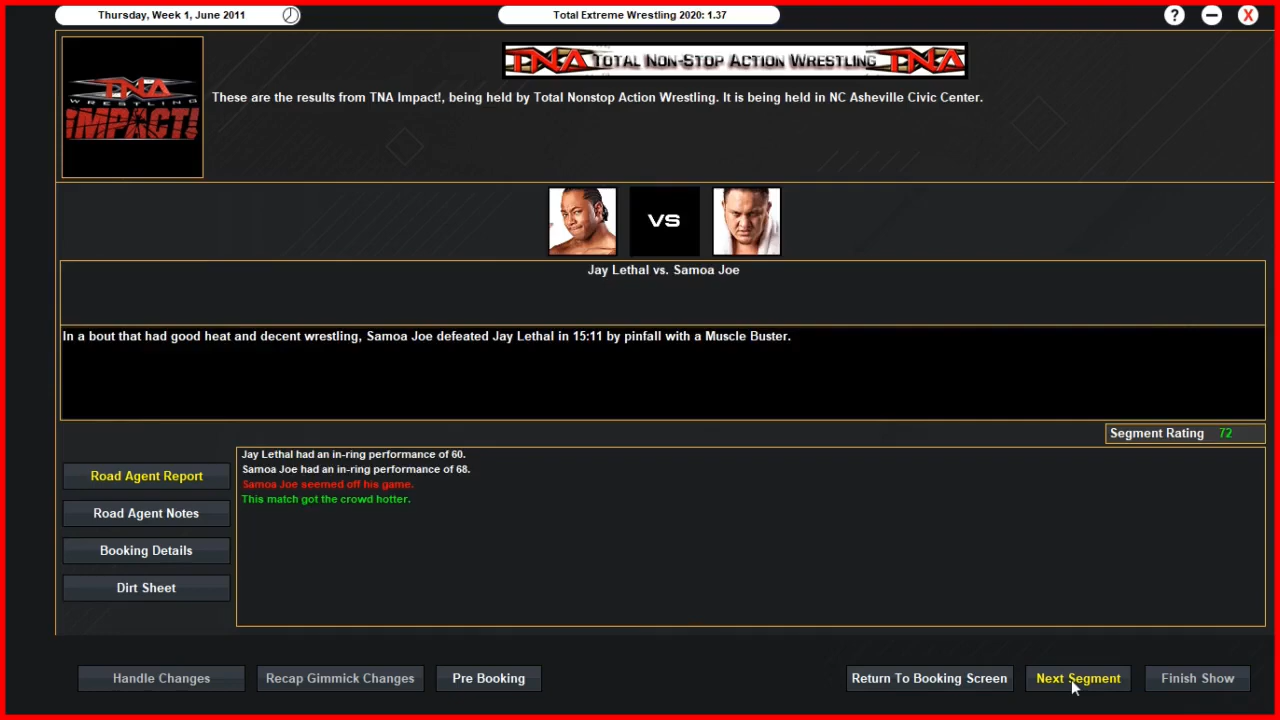 Thursday, Week 1, June 2011
Total Extreme Wrestling 2020: 1.37
? − X
TNA TOTAL NON-STOP ACTION WRESTLING TNA
TNA
WRESTLING
iMPACT!
These are the results from TNA Impact!, being held by Total Nonstop Action Wrestling. It is being held in NC Asheville Civic Center.
VS
Jay Lethal vs. Samoa Joe
In a bout that had good heat and decent wrestling, Samoa Joe defeated Jay Lethal in 15:11 by pinfall with a Muscle Buster.
Segment Rating 72
Road Agent Report
Road Agent Notes
Booking Details
Dirt Sheet
Jay Lethal had an in-ring performance of 60.
Samoa Joe had an in-ring performance of 68.
Samoa Joe seemed off his game.
This match got the crowd hotter.
Handle Changes
Recap Gimmick Changes
Pre Booking
Return To Booking Screen
Next Segment
Finish Show